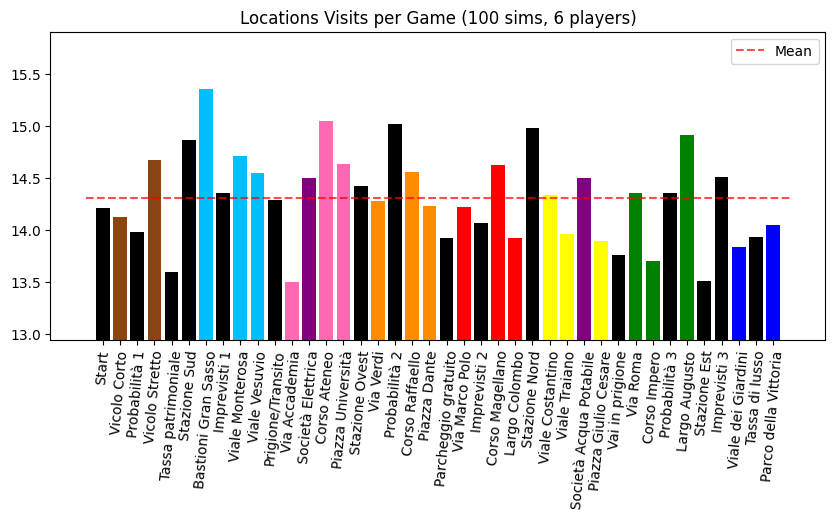 Locations Visits per Game (100 sims, 6 players)
Mean
15.5
15.0
14.5
14.0
13.5
13.0
Start
Vicolo Corto
Probabilità 1
Vicolo Stretto
Tassa patrimoniale
Stazione Sud
Bastioni Gran Sasso
Imprevisti 1
Viale Monterosa
Viale Vesuvio
Prigione/Transito
Via Accademia
Società Elettrica
Corso Ateneo
Piazza Università
Stazione Ovest
Via Verdi
Probabilità 2
Corso Raffaello
Piazza Dante
Parcheggio gratuito
Via Marco Polo
Imprevisti 2
Corso Magellano
Largo Colombo
Stazione Nord
Viale Costantino
Viale Traiano
Società Acqua Potabile
Piazza Giulio Cesare
Vai in prigione
Via Roma
Corso Impero
Probabilità 3
Largo Augusto
Stazione Est
Imprevisti 3
Viale dei Giardini
Tassa di lusso
Parco della Vittoria